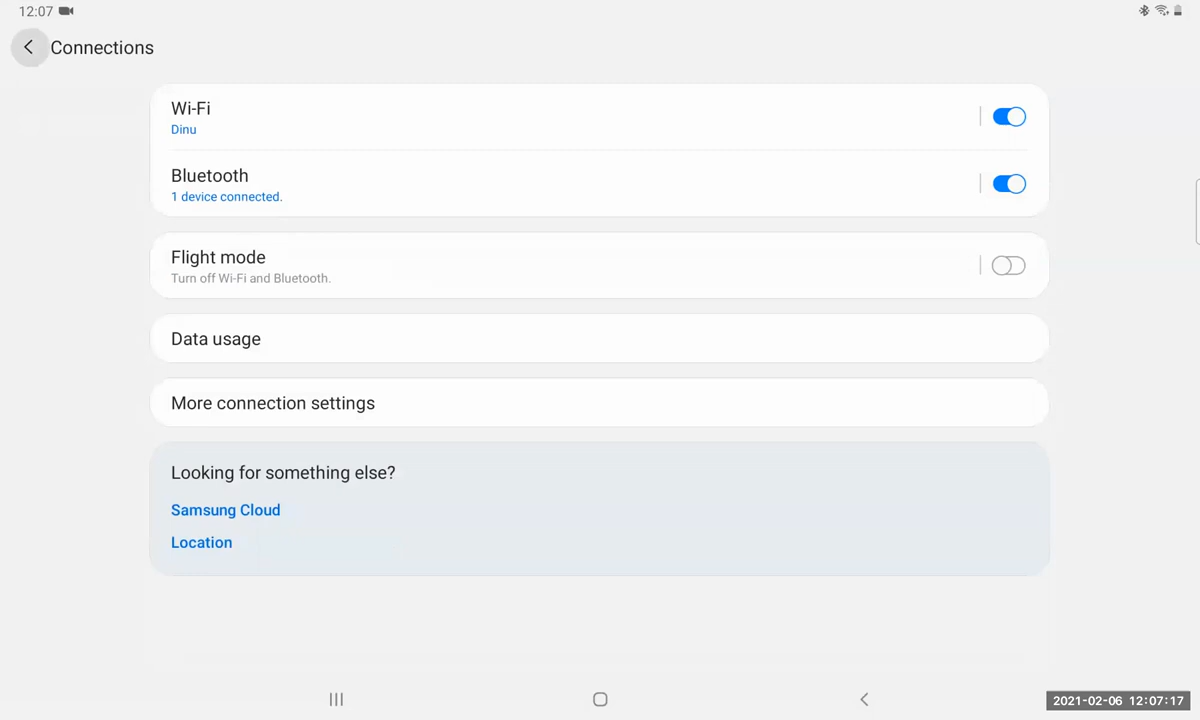 12:07
Connections
Wi-Fi
Dinu
Bluetooth
1 device connected.
Flight mode
Turn off Wi-Fi and Bluetooth.
Data usage
More connection settings
Looking for something else?
Samsung Cloud
Location
2021-02-06 12:07:17